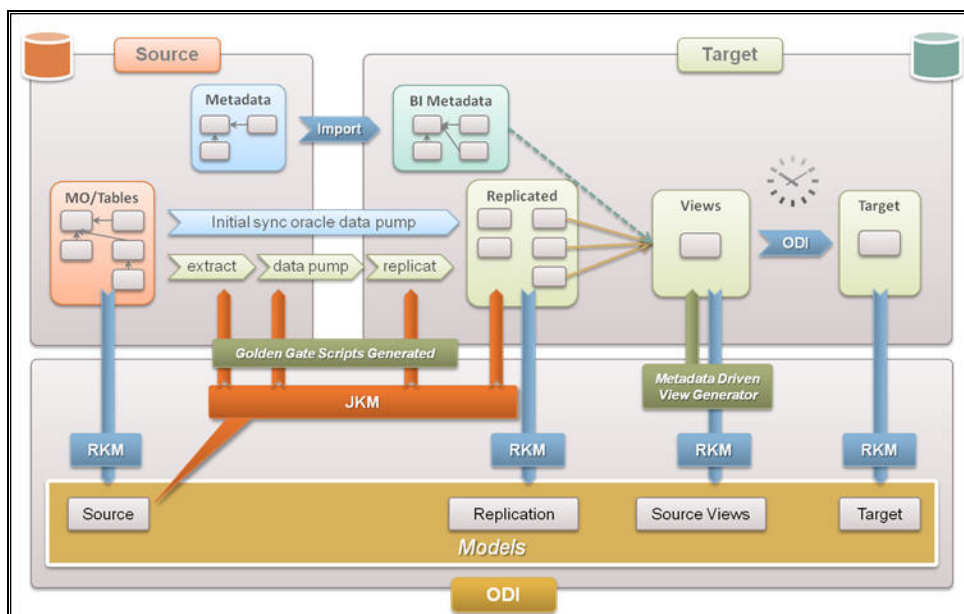 Source
Target
Metadata
Import
BI Metadata
MO/Tables
Initial sync oracle data pump
Replicated
Views
ODI
Target
extract
data pump
replicat
Golden Gate Scripts Generated
JKM
Metadata Driven
View Generator
RKM
RKM
RKM
RKM
Source
Replication
Source Views
Target
Models
ODI